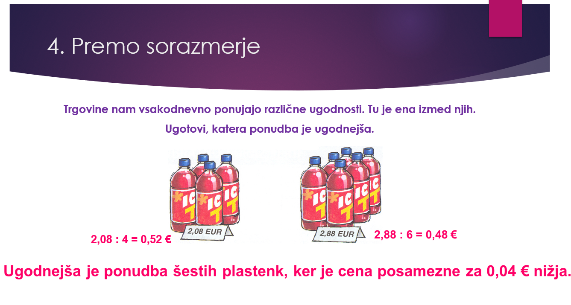 4. Premo sorazmerje
Trgovine nam vsakodnevno ponujajo različne ugodnosti. Tu je ena izmed njih.
Ugotovi, katera ponudba je ugodnejša.
IC
T
IC
T
2,08 EUR
2,88 EUR
2,08 : 4 = 0,52 €
2,88 : 6 = 0,48 €
Ugodnejša je ponudba šestih plastenk, ker je cena posamezne za 0,04 € nižja.